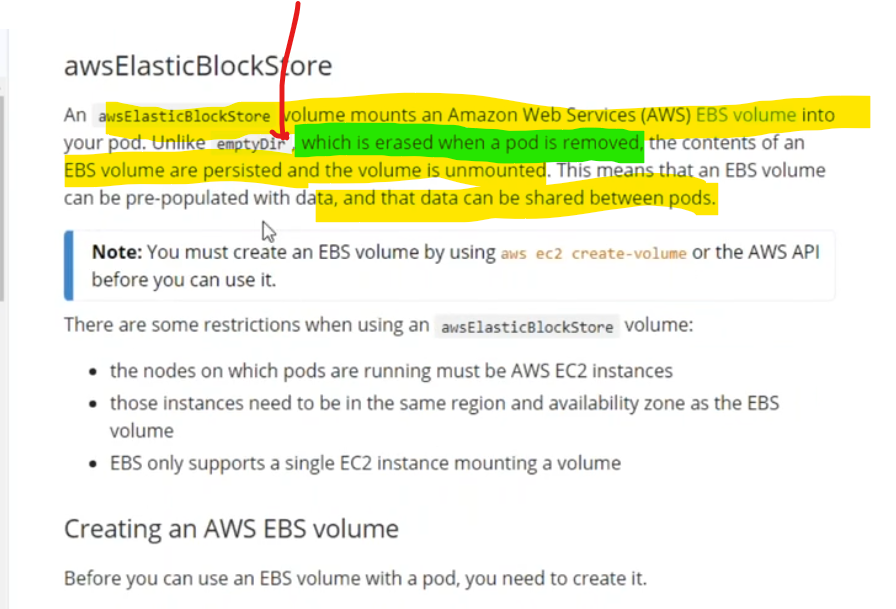 awsElasticBlockStore
An awsElasticBlockStore volume mounts an Amazon Web Services (AWS) EBS volume into
your pod. Unlike emptyDir, which is erased when a pod is removed, the contents of an
EBS volume are persisted and the volume is unmounted. This means that an EBS volume
can be pre-populated with data, and that data can be shared between pods.
Note: You must create an EBS volume by using aws ec2 create-volume or the AWS API
before you can use it.
There are some restrictions when using an awsElasticBlockStore volume:
• the nodes on which pods are running must be AWS EC2 instances
• those instances need to be in the same region and availability zone as the EBS
volume
• EBS only supports a single EC2 instance mounting a volume
Creating an AWS EBS volume
Before you can use an EBS volume with a pod, you need to create it.